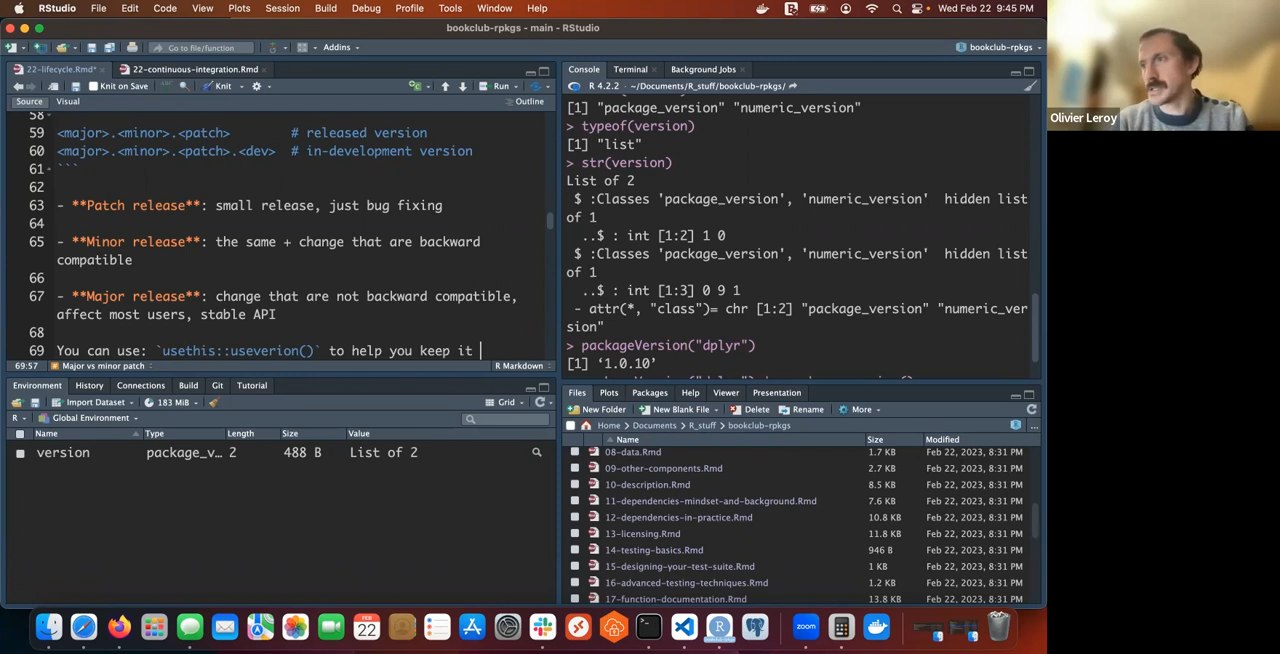 RStudio File Edit Code View Plots Session Build Debug Profile Tools Window Help Wed Feb 22 9:45 PM
bookclub-rpkgs - main - RStudio
Go to file/function Addins bookclub-rpkgs
22-lifecycle.Rmd* 22-continuous-integration.Rmd
Knit on Save Knit Run
Source Visual Outline
58
59 <major>.<minor>.<patch> # released version
60 <major>.<minor>.<patch>.<dev> # in-development version
61 ```
62
63 - **Patch release**: small release, just bug fixing
64
65 - **Minor release**: the same + change that are backward
compatible
66
67 - **Major release**: change that are not backward compatible,
affect most users, stable API
68
69 You can use: `usethis::useverion()` to help you keep it
69:57 Major vs minor patch R Markdown
Environment History Connections Build Git Tutorial
Import Dataset 183 MiB Grid
R Global Environment
Name Type Length Size Value
version package_v… 2 488 B List of 2
Console Terminal Background Jobs
R 4.2.2 · ~/Documents/R_stuff/bookclub-rpkgs/
[1] "package_version" "numeric_version"
> typeof(version)
[1] "list"
> str(version)
List of 2
$ :Classes 'package_version', 'numeric_version' hidden list
of 1
..$ : int [1:2] 1 0
$ :Classes 'package_version', 'numeric_version' hidden list
of 1
..$ : int [1:3] 0 9 1
- attr(*, "class")= chr [1:2] "package_version" "numeric_ver
sion"
> packageVersion("dplyr")
[1] ‘1.0.10’
Files Plots Packages Help Viewer Presentation
New Folder New Blank File Delete Rename More
Home Documents R_stuff bookclub-rpkgs
Name Size Modified
08-data.Rmd 1.7 KB Feb 22, 2023, 8:31 PM
09-other-components.Rmd 2.7 KB Feb 22, 2023, 8:31 PM
10-description.Rmd 8.5 KB Feb 22, 2023, 8:31 PM
11-dependencies-mindset-and-background.Rmd 7.6 KB Feb 22, 2023, 8:31 PM
12-dependencies-in-practice.Rmd 10.8 KB Feb 22, 2023, 8:31 PM
13-licensing.Rmd 11.8 KB Feb 22, 2023, 8:31 PM
14-testing-basics.Rmd 946 B Feb 22, 2023, 8:31 PM
15-designing-your-test-suite.Rmd 1 KB Feb 22, 2023, 8:31 PM
16-advanced-testing-techniques.Rmd 1.2 KB Feb 22, 2023, 8:31 PM
17-function-documentation.Rmd 13.8 KB Feb 22, 2023, 8:31 PM
FEB
22
zoom
Olivier Leroy